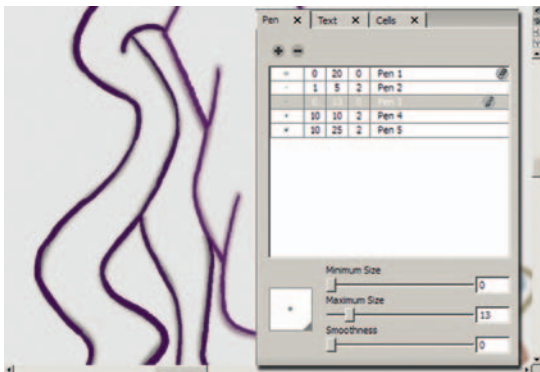 Pen × Text × Cells ×
0 20 0 Pen 1
1 5 2 Pen 2
13 0 Pen 3
10 10 2 Pen 4
10 25 2 Pen 5
Minimum Size
0
Maximum Size
13
Smoothness
0